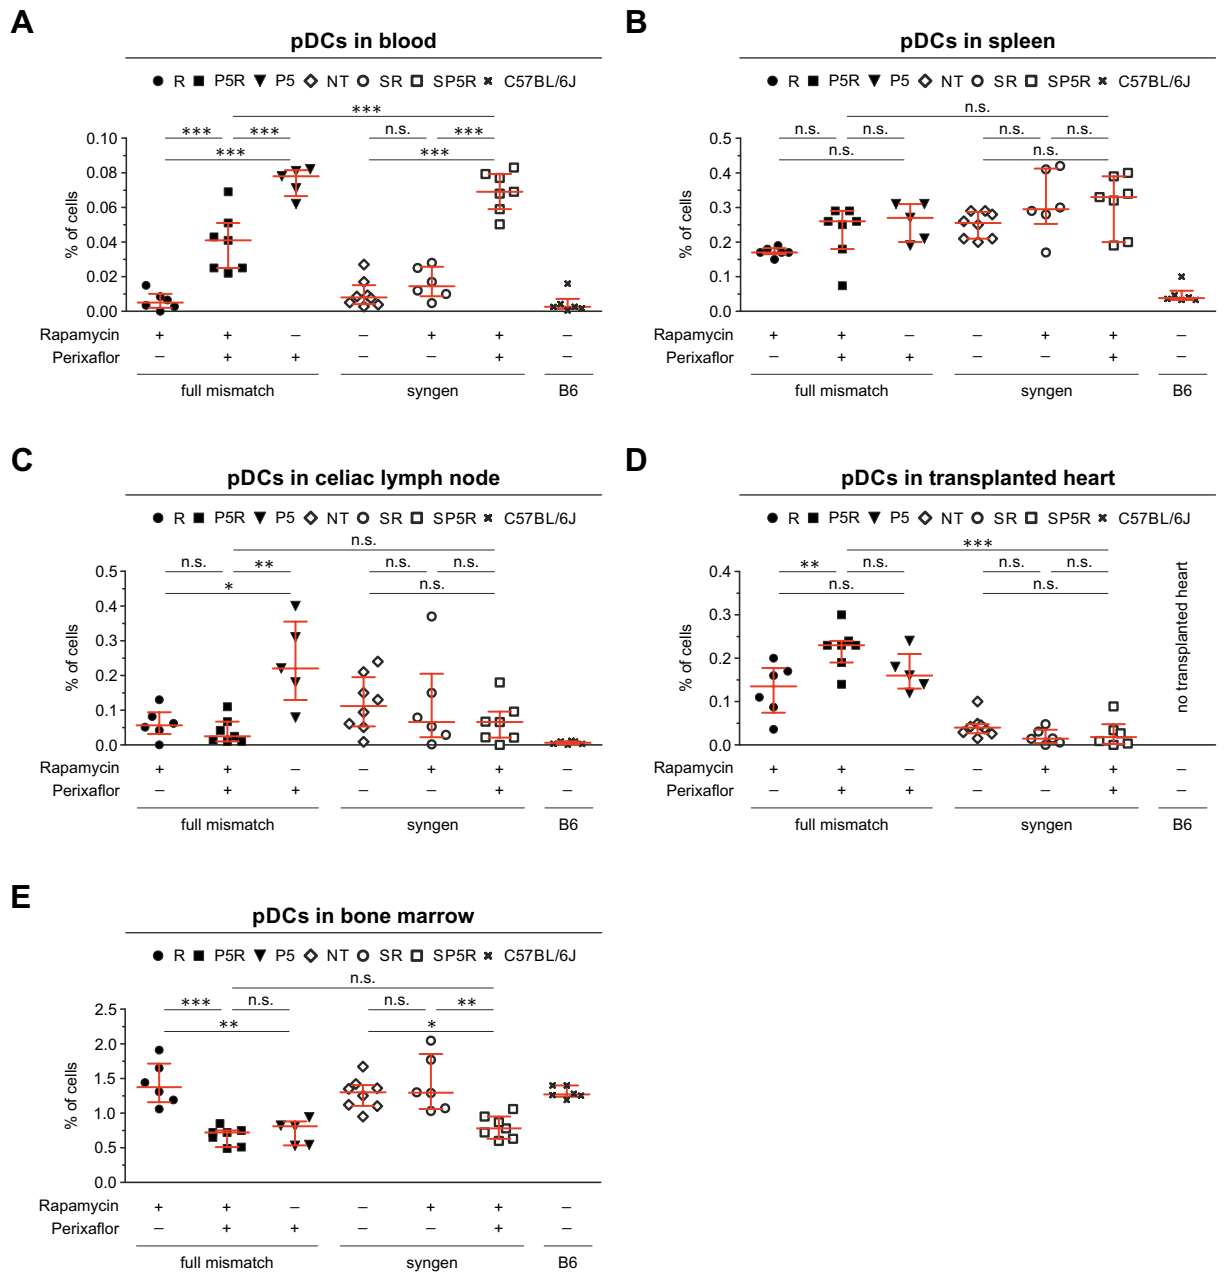 A
pDCs in blood
R P5R P5 NT SR SP5R C57BL/6J
***
*** *** n.s. ***
*** ***
% of cells
0.10
0.08
0.06
0.04
0.02
0.00
Rapamycin + + – – + + –
Perixaflor – + + – – + –
full mismatch syngen B6
B
pDCs in spleen
R P5R P5 NT SR SP5R C57BL/6J
n.s.
n.s. n.s. n.s. n.s.
n.s. n.s.
% of cells
0.5
0.4
0.3
0.2
0.1
0.0
Rapamycin + + – – + + –
Perixaflor – + + – – + –
full mismatch syngen B6
C
pDCs in celiac lymph node
R P5R P5 NT SR SP5R C57BL/6J
n.s.
n.s. ** n.s. n.s.
* n.s.
% of cells
0.5
0.4
0.3
0.2
0.1
0.0
Rapamycin + + – – + + –
Perixaflor – + + – – + –
full mismatch syngen B6
D
pDCs in transplanted heart
R P5R P5 NT SR SP5R C57BL/6J
***
** n.s. n.s. n.s.
n.s. n.s.
% of cells
0.4
0.3
0.2
0.1
0.0
no transplanted heart
Rapamycin + + – – + + –
Perixaflor – + + – – + –
full mismatch syngen B6
E
pDCs in bone marrow
R P5R P5 NT SR SP5R C57BL/6J
n.s.
*** n.s. n.s. **
** *
% of cells
2.5
2.0
1.5
1.0
0.5
0.0
Rapamycin + + – – + + –
Perixaflor – + + – – + –
full mismatch syngen B6